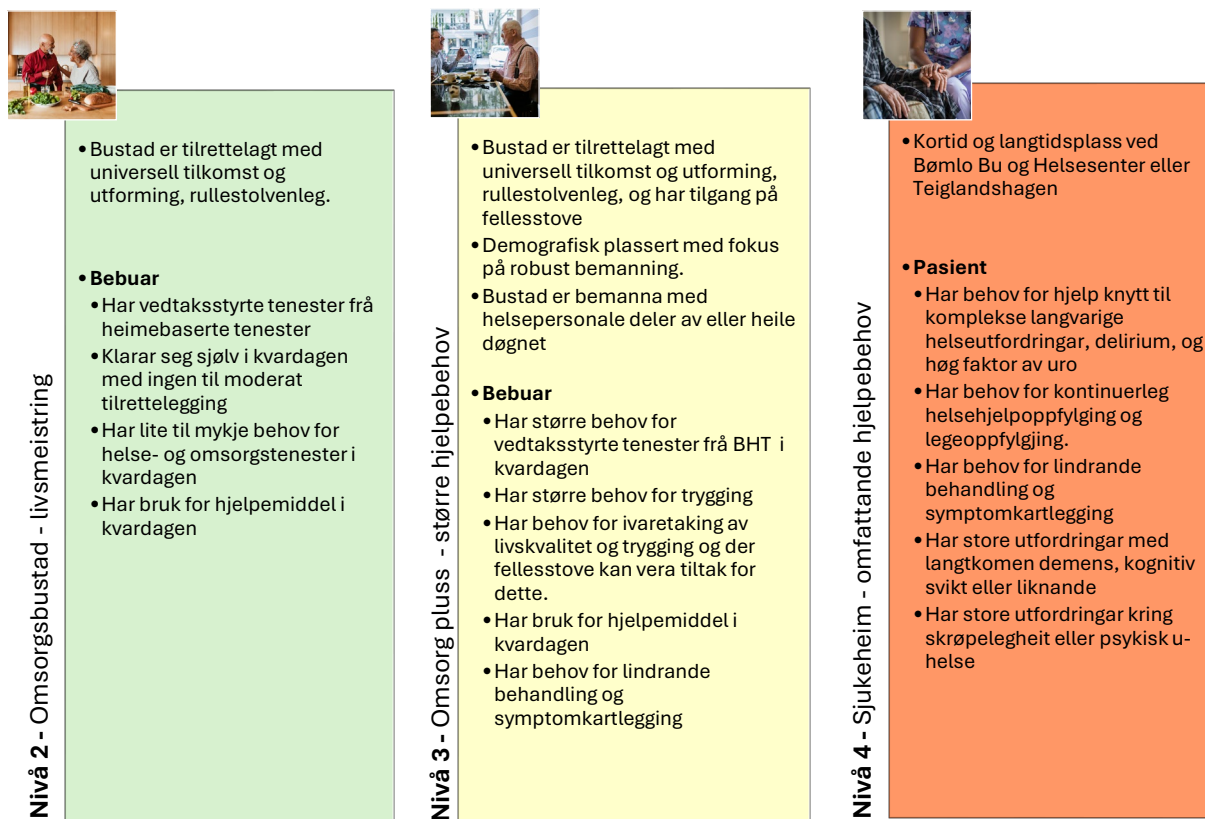 Nivå 2 - Omsorgsbustad - livsmeistring
•Bustad er tilrettelagt med
universell tilkomst og
utforming, rullestolvenleg.
•Bebuar
•Har vedtaksstyrte tenester frå
heimebaserte tenester
•Klarar seg sjølv i kvardagen
med ingen til moderat
tilrettelegging
•Har lite til mykje behov for
helse- og omsorgstenester i
kvardagen
•Har bruk for hjelpemiddel i
kvardagen
Nivå 3 - Omsorg pluss - større hjelpebehov
•Bustad er tilrettelagt med
universell tilkomst og utforming,
rullestolvenleg, og har tilgang på
fellesstove
•Demografisk plassert med fokus
på robust bemanning.
•Bustad er bemanna med
helsepersonale deler av eller heile
døgnet
•Bebuar
•Har større behov for
vedtaksstyrte tenester frå BHT i
kvardagen
•Har større behov for trygging
•Har behov for ivaretaking av
livskvalitet og trygging og der
fellesstove kan vera tiltak for
dette.
•Har bruk for hjelpemiddel i
kvardagen
•Har behov for lindrande
behandling og
symptomkartlegging
Nivå 4 - Sjukeheim - omfattande hjelpebehov
•Kortid og langtidsplass ved
Bømlo Bu og Helsesenter eller
Teiglandshagen
•Pasient
•Har behov for hjelp knytt til
komplekse langvarige
helseutfordringar, delirium, og
høg faktor av uro
•Har behov for kontinuerleg
helsehjelpoppfylging og
legeoppfylgjing.
•Har behov for lindrande
behandling og
symptomkartlegging
•Har store utfordringar med
langtkomen demens, kognitiv
svikt eller liknande
•Har store utfordringar kring
skrøpelegheit eller psykisk u-
helse